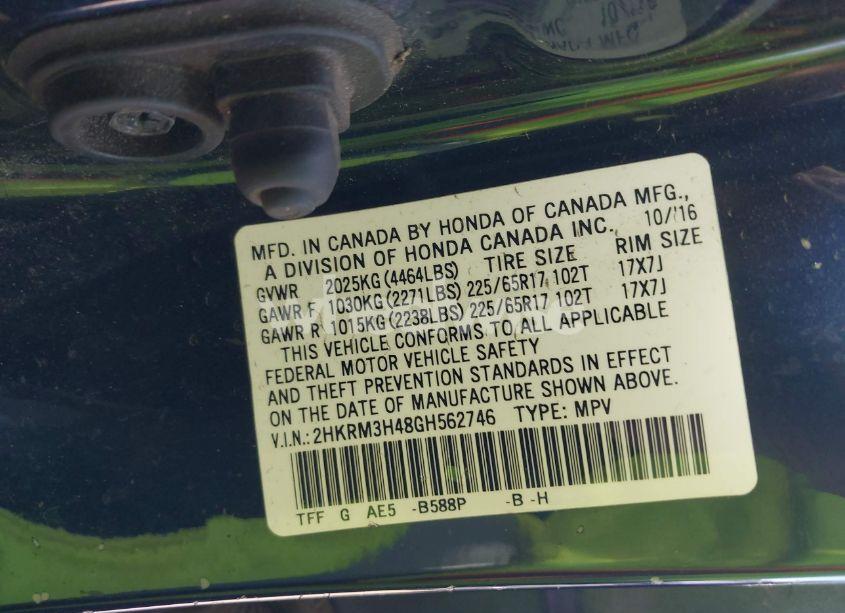 MFD. IN CANADA BY HONDA OF CANADA MFG.,
A DIVISION OF HONDA CANADA INC. 10/16
GVWR 2025KG (4464LBS) TIRE SIZE RIM SIZE
GAWR F 1030KG (2271LBS) 225/65R17 102T 17X7J
GAWR R 1015KG (2238LBS) 225/65R17 102T 17X7J
THIS VEHICLE CONFORMS TO ALL APPLICABLE
FEDERAL MOTOR VEHICLE SAFETY
AND THEFT PREVENTION STANDARDS IN EFFECT
ON THE DATE OF MANUFACTURE SHOWN ABOVE.
V.I.N.: 2HKRM3H48GH562746 TYPE: MPV
TFF G AE5 -B588P -B -H